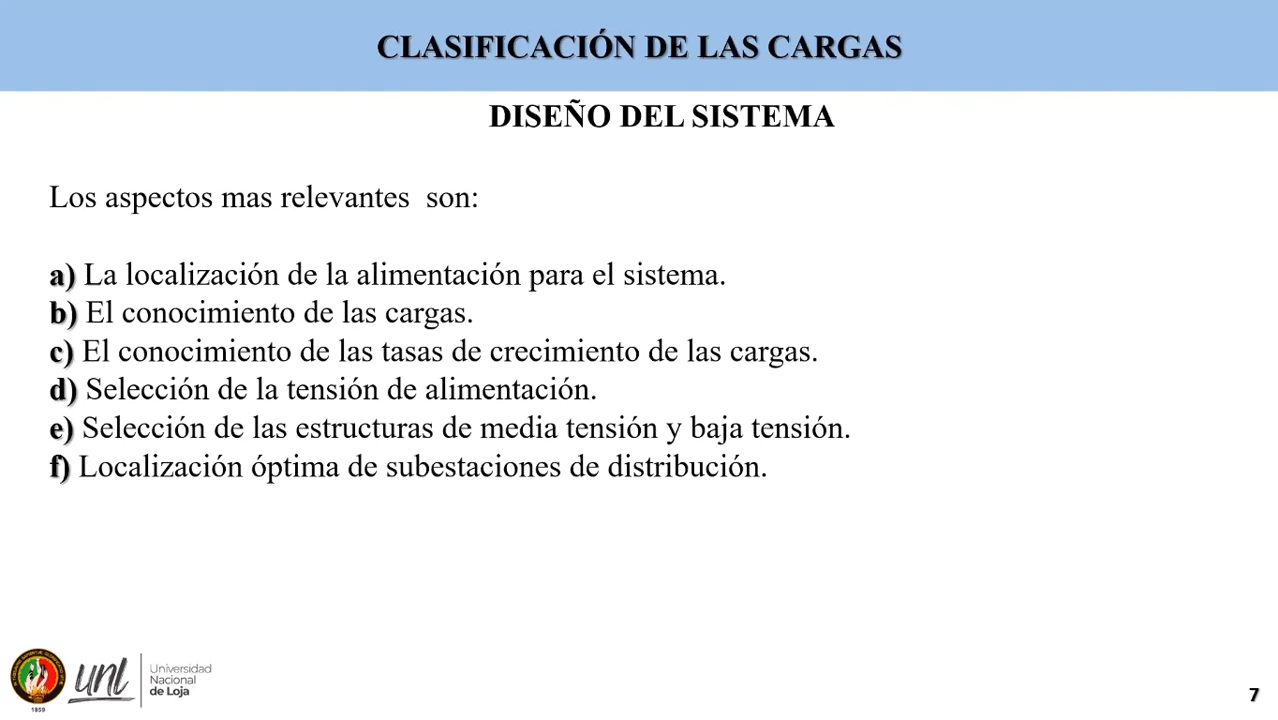 CLASIFICACIÓN DE LAS CARGAS
DISEÑO DEL SISTEMA
Los aspectos mas relevantes son:
a) La localización de la alimentación para el sistema.
b) El conocimiento de las cargas.
c) El conocimiento de las tasas de crecimiento de las cargas.
d) Selección de la tensión de alimentación.
e) Selección de las estructuras de media tensión y baja tensión.
f) Localización óptima de subestaciones de distribución.
1859
unl
Universidad
Nacional
de Loja
7